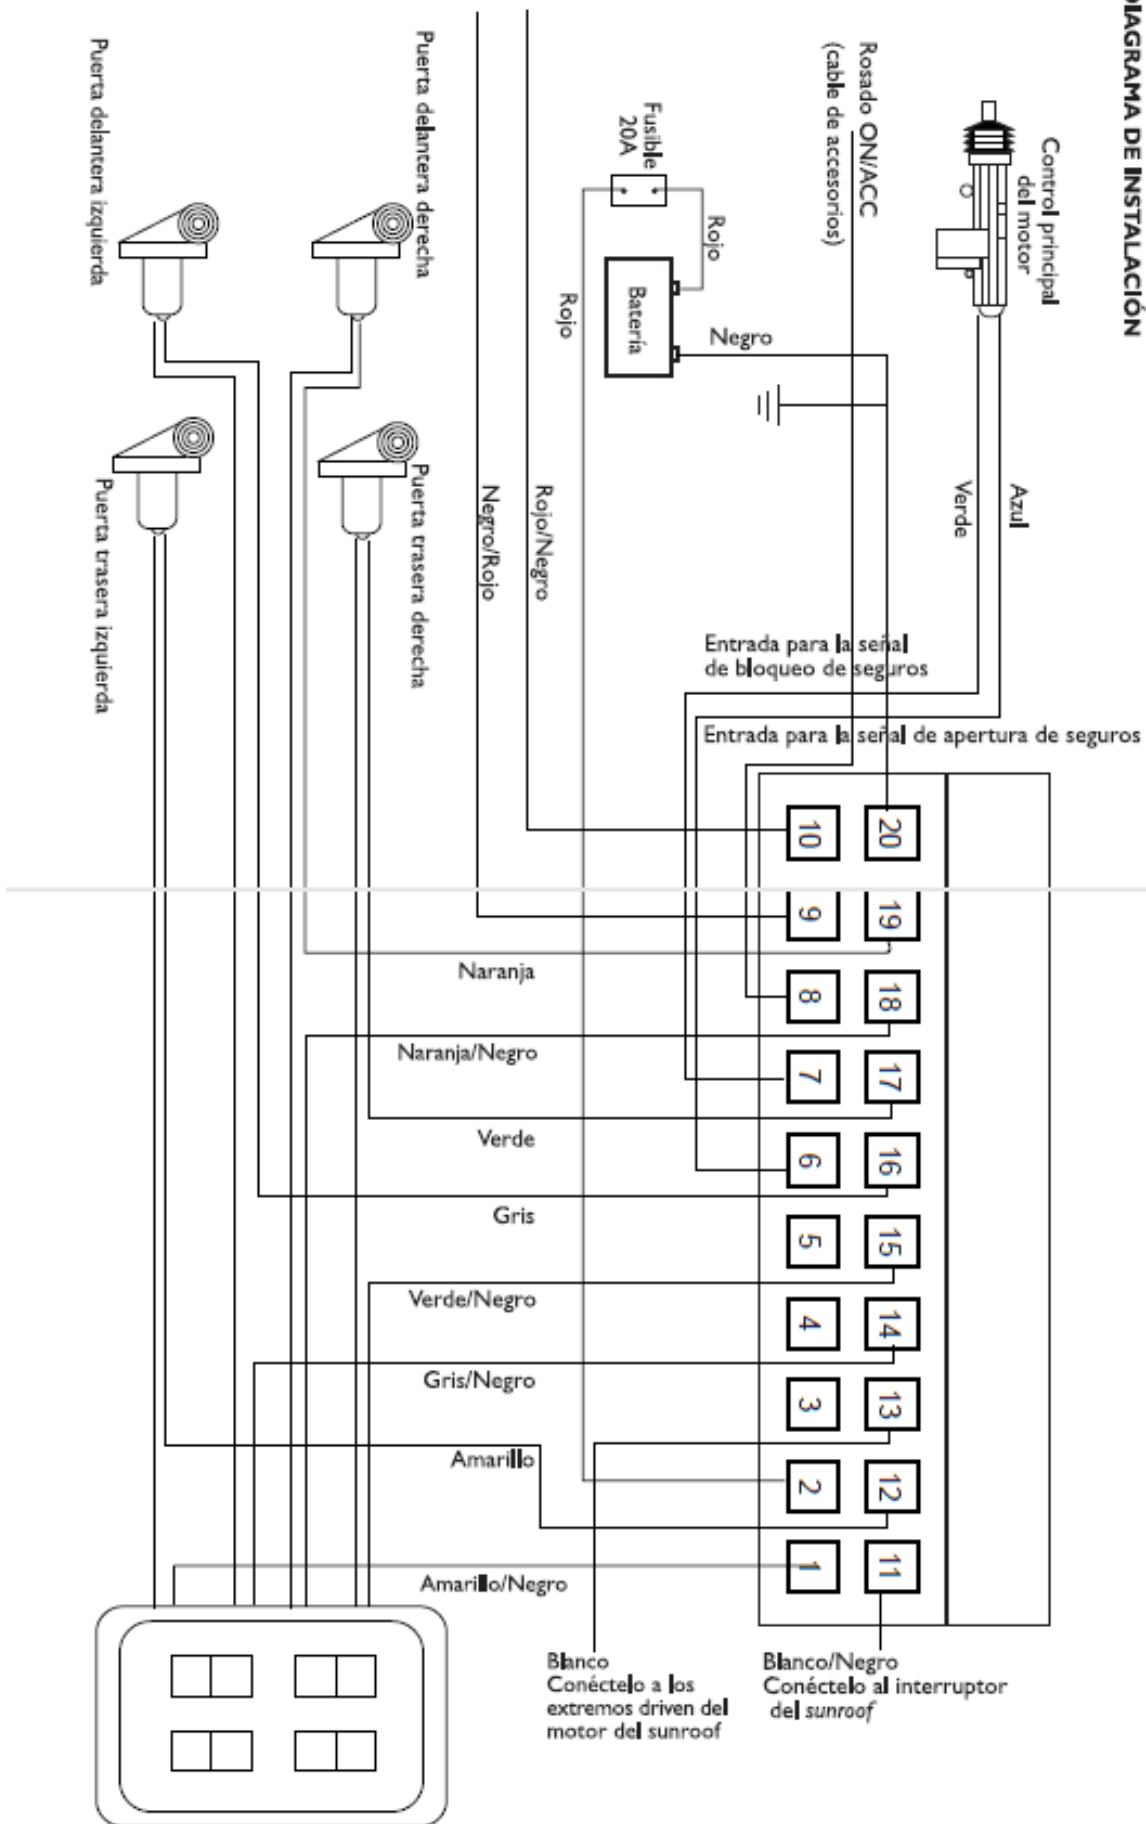 DIAGRAMA DE INSTALACIÓN
Control principal
del motor
Rosado ON/ACC
(cable de accesorios)
Fusible
20A
Rojo
Batería
Rojo
Negro
Puerta delantera derecha
Puerta delantera izquierda
Azul
Verde
Rojo/Negro
Negro/Rojo
Puerta trasera derecha
Puerta trasera izquierda
Entrada para la señal
de bloqueo de seguros
Entrada para la señal de apertura de seguros
10
20
9
19
Naranja
8
18
Naranja/Negro
7
17
Verde
6
16
Gris
5
15
Verde/Negro
4
14
Gris/Negro
3
13
Amarillo
2
12
1
11
Amarillo/Negro
Blanco
Conéctelo a los
extremos driven del
motor del sunroof
Blanco/Negro
Conéctelo al interruptor
del sunroof